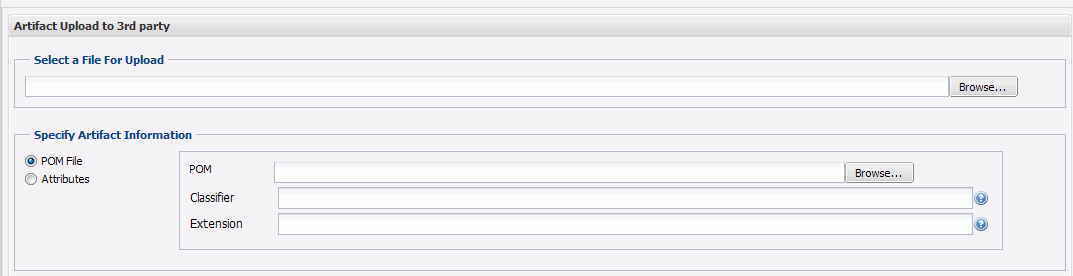 Artifact Upload to 3rd party
Select a File For Upload
Browse...
Specify Artifact Information
POM File
Attributes
POM
Browse...
Classifier
?
Extension
?